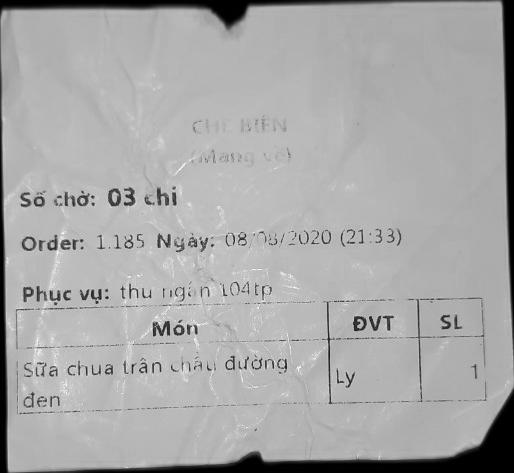 CHẾ BIẾN
(Mang về)
Số chờ: 03 chi
Order: 1.185 Ngày: 08/08/2020 (21:33)
Phục vụ: thu ngân 104tp
Món ĐVT SL
Sữa chua trân châu đường Ly 1
đen